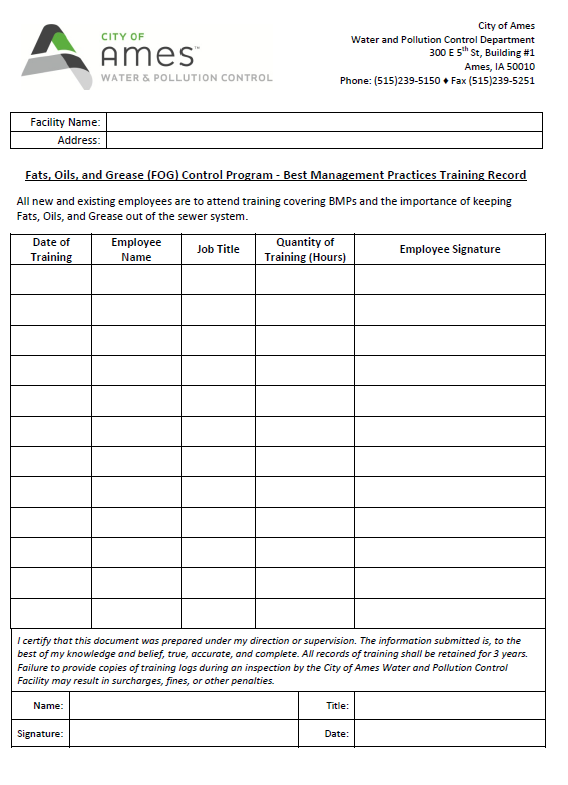 CITY OF
Ames™
WATER & POLLUTION CONTROL
City of Ames
Water and Pollution Control Department
300 E 5th St, Building #1
Ames, IA 50010
Phone: (515)239-5150 ♦ Fax (515)239-5251
Facility Name:
Address:
Fats, Oils, and Grease (FOG) Control Program - Best Management Practices Training Record
All new and existing employees are to attend training covering BMPs and the importance of keeping
Fats, Oils, and Grease out of the sewer system.
Date of Training
Employee Name
Job Title
Quantity of Training (Hours)
Employee Signature
I certify that this document was prepared under my direction or supervision. The information submitted is, to the
best of my knowledge and belief, true, accurate, and complete. All records of training shall be retained for 3 years.
Failure to provide copies of training logs during an inspection by the City of Ames Water and Pollution Control
Facility may result in surcharges, fines, or other penalties.
Name:
Title:
Signature:
Date: